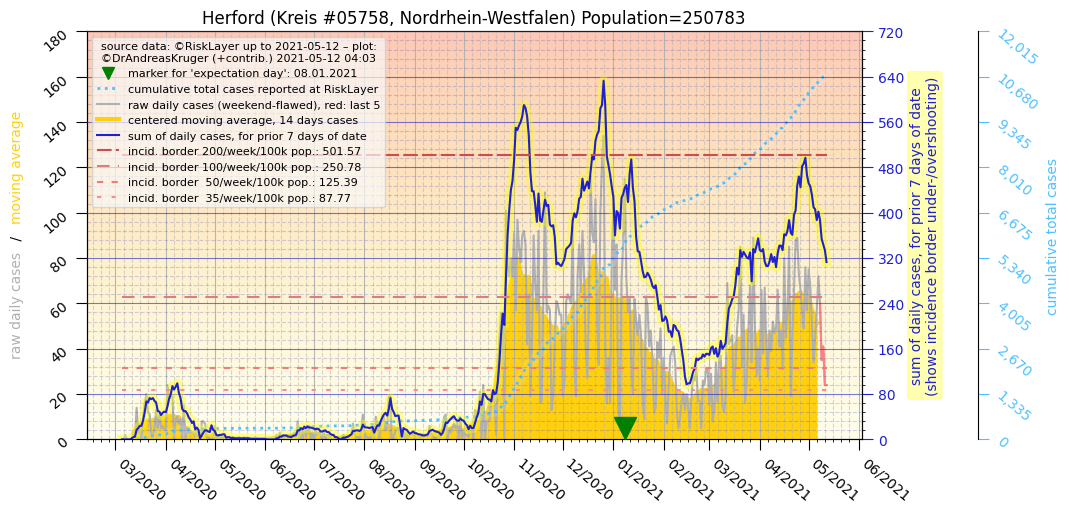 Herford (Kreis #05758, Nordrhein-Westfalen) Population=250783
source data: ©RiskLayer up to 2021-05-12 – plot:
©DrAndreasKruger (+contrib.) 2021-05-12 04:03
marker for 'expectation day': 08.01.2021
cumulative total cases reported at RiskLayer
raw daily cases (weekend-flawed), red: last 5
centered moving average, 14 days cases
sum of daily cases, for prior 7 days of date
incid. border 200/week/100k pop.: 501.57
incid. border 100/week/100k pop.: 250.78
incid. border  50/week/100k pop.: 125.39
incid. border  35/week/100k pop.: 87.77
raw daily cases / moving average
180
160
140
120
100
80
60
40
20
0
03/2020
04/2020
05/2020
06/2020
07/2020
08/2020
09/2020
10/2020
11/2020
12/2020
01/2021
02/2021
03/2021
04/2021
05/2021
06/2021
720
640
560
480
400
320
240
160
80
0
sum of daily cases, for prior 7 days of date
(shows incidence border under-/overshooting)
12,015
10,680
9,345
8,010
6,675
5,340
4,005
2,670
1,335
0
cumulative total cases